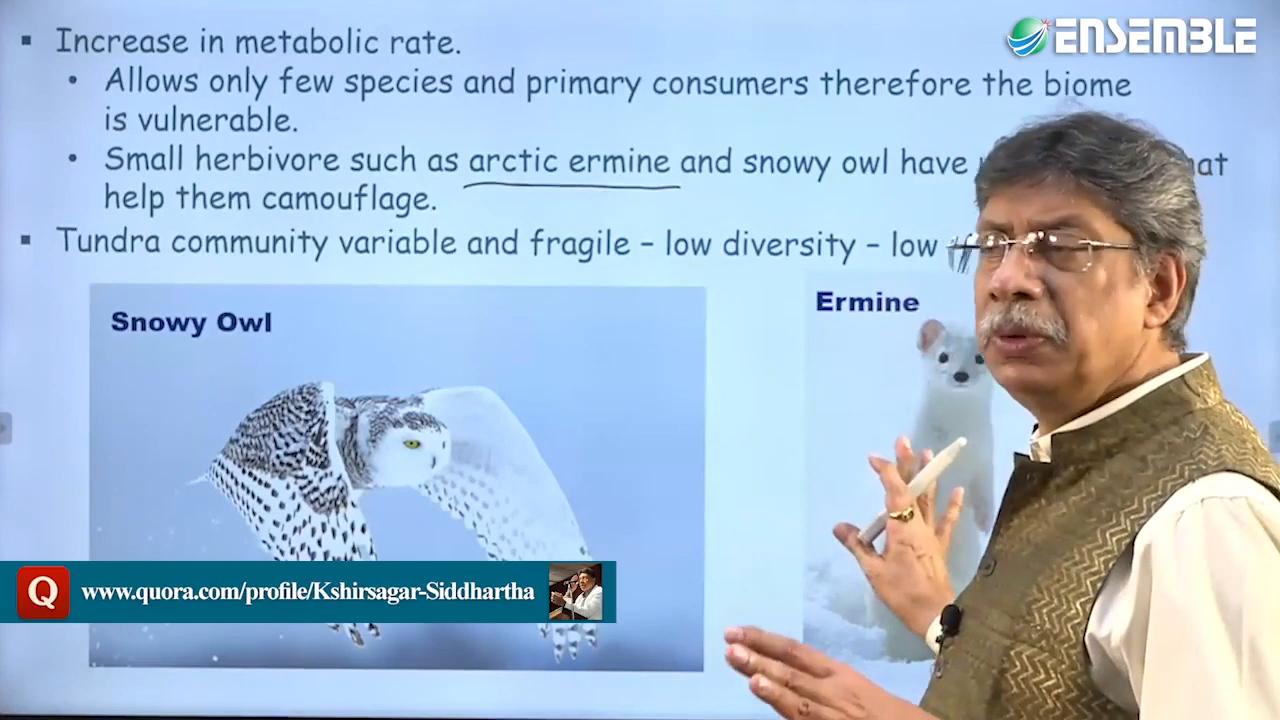 ▪ Increase in metabolic rate.
ENSEMBLE
• Allows only few species and primary consumers therefore the biome
is vulnerable.
• Small herbivore such as arctic ermine and snowy owl have
help them camouflage.
▪ Tundra community variable and fragile – low diversity – low
Snowy Owl
Ermine
Q www.quora.com/profile/Kshirsagar-Siddhartha